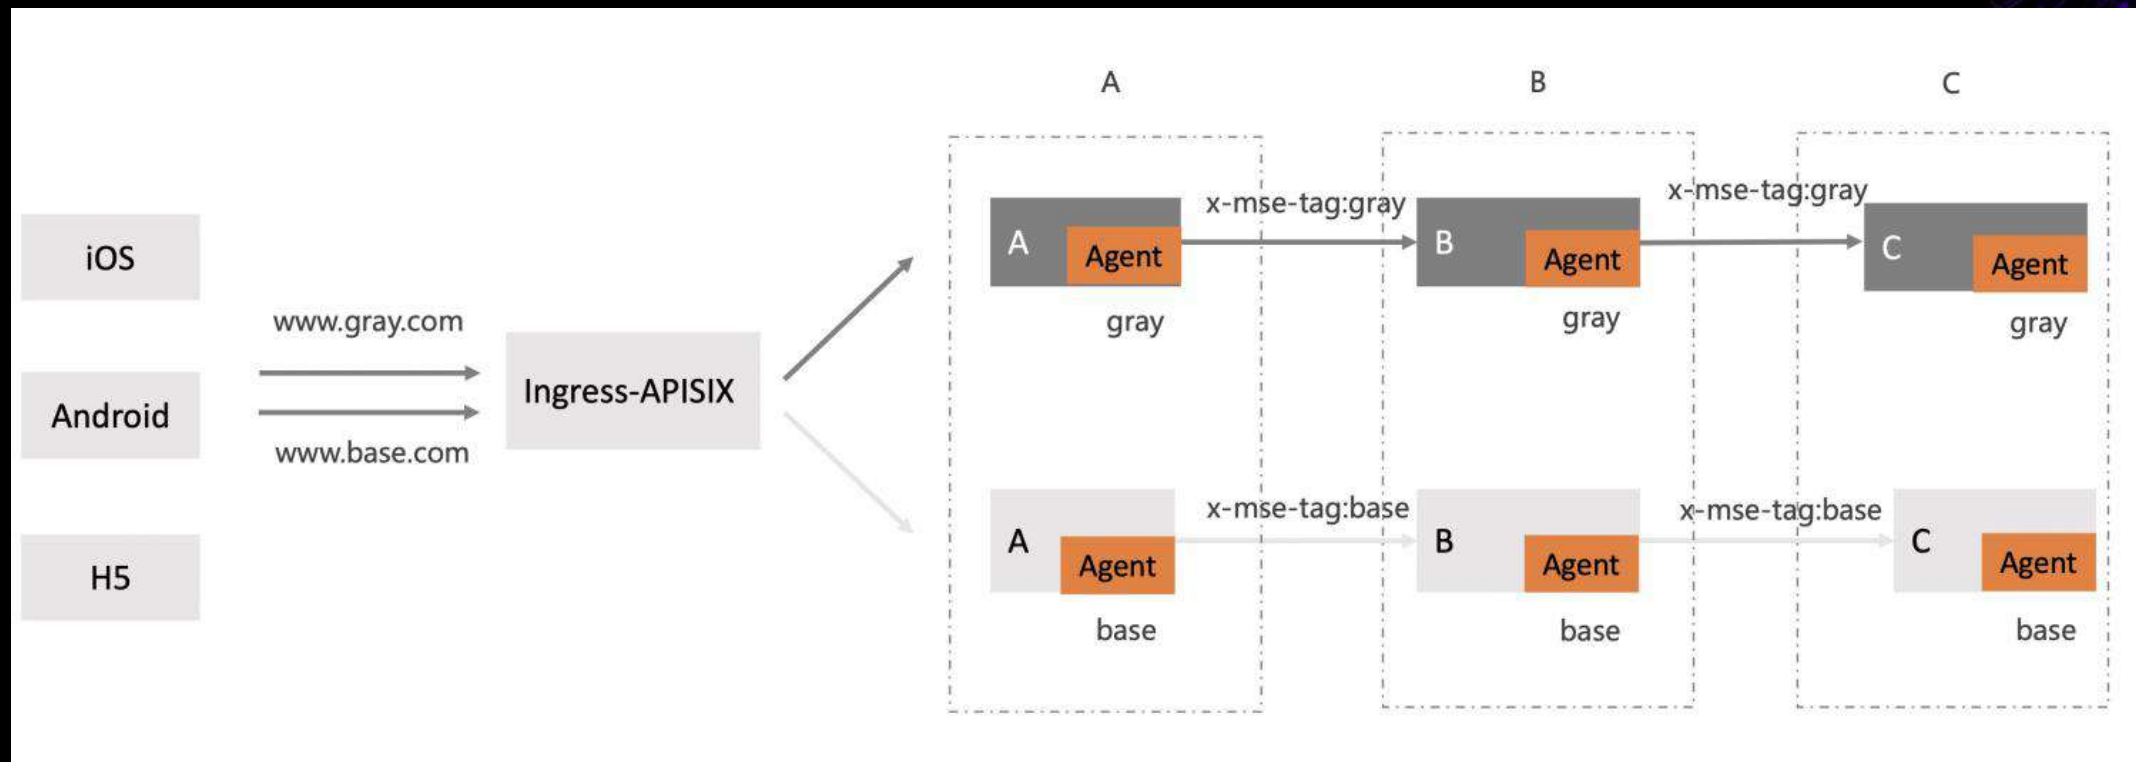 A
B
C
iOS
Android
H5
www.gray.com
www.base.com
Ingress-APISIX
A
Agent
gray
x-mse-tag:gray
B
Agent
gray
x-mse-tag:gray
C
Agent
gray
A
Agent
base
x-mse-tag:base
B
Agent
base
x-mse-tag:base
C
Agent
base